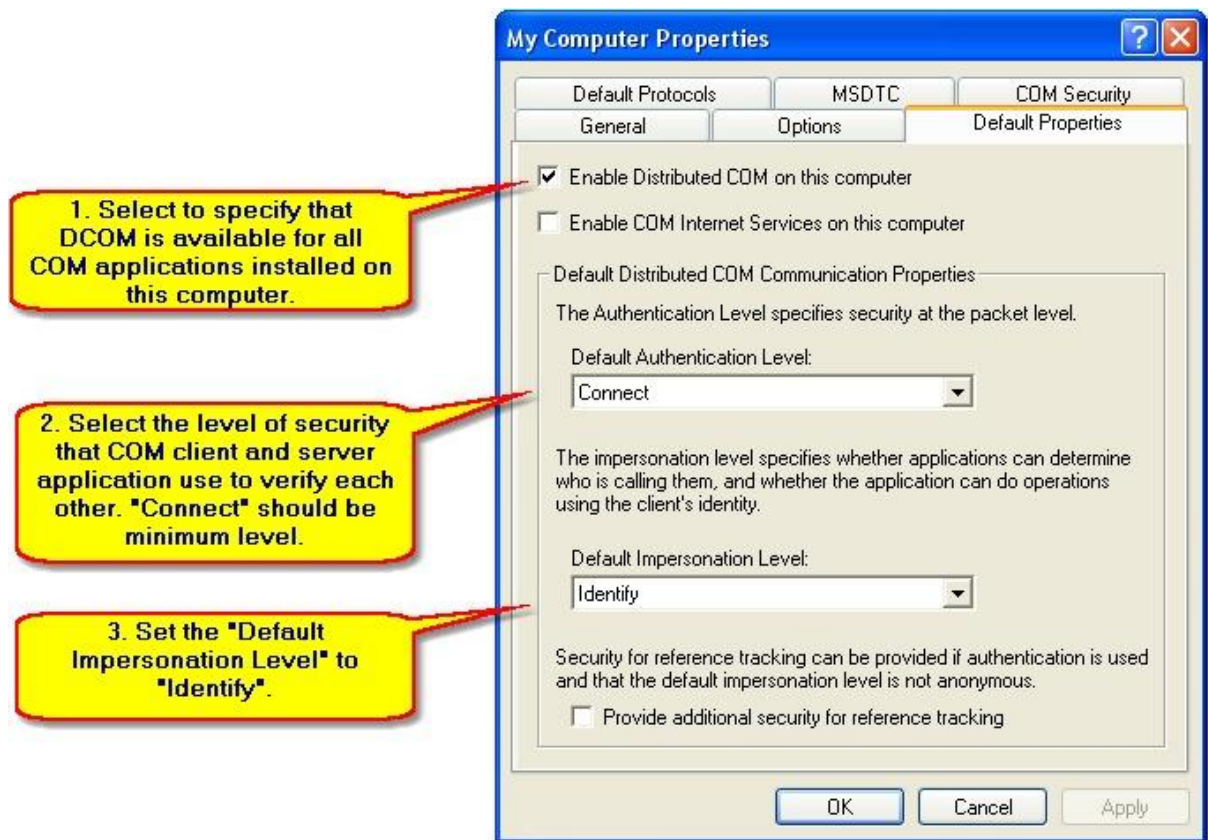 My Computer Properties
Default Protocols
MSDTC
COM Security
General
Options
Default Properties
Enable Distributed COM on this computer
Enable COM Internet Services on this computer
1. Select to specify that
DCOM is available for all
COM applications installed on
this computer.
Default Distributed COM Communication Properties
The Authentication Level specifies security at the packet level.
Default Authentication Level:
Connect
2. Select the level of security
that COM client and server
application use to verify each
other. "Connect" should be
minimum level.
The impersonation level specifies whether applications can determine
who is calling them, and whether the application can do operations
using the client's identity.
Default Impersonation Level:
Identify
3. Set the "Default
Impersonation Level" to
"Identify".
Security for reference tracking can be provided if authentication is used
and that the default impersonation level is not anonymous.
Provide additional security for reference tracking
OK
Cancel
Apply